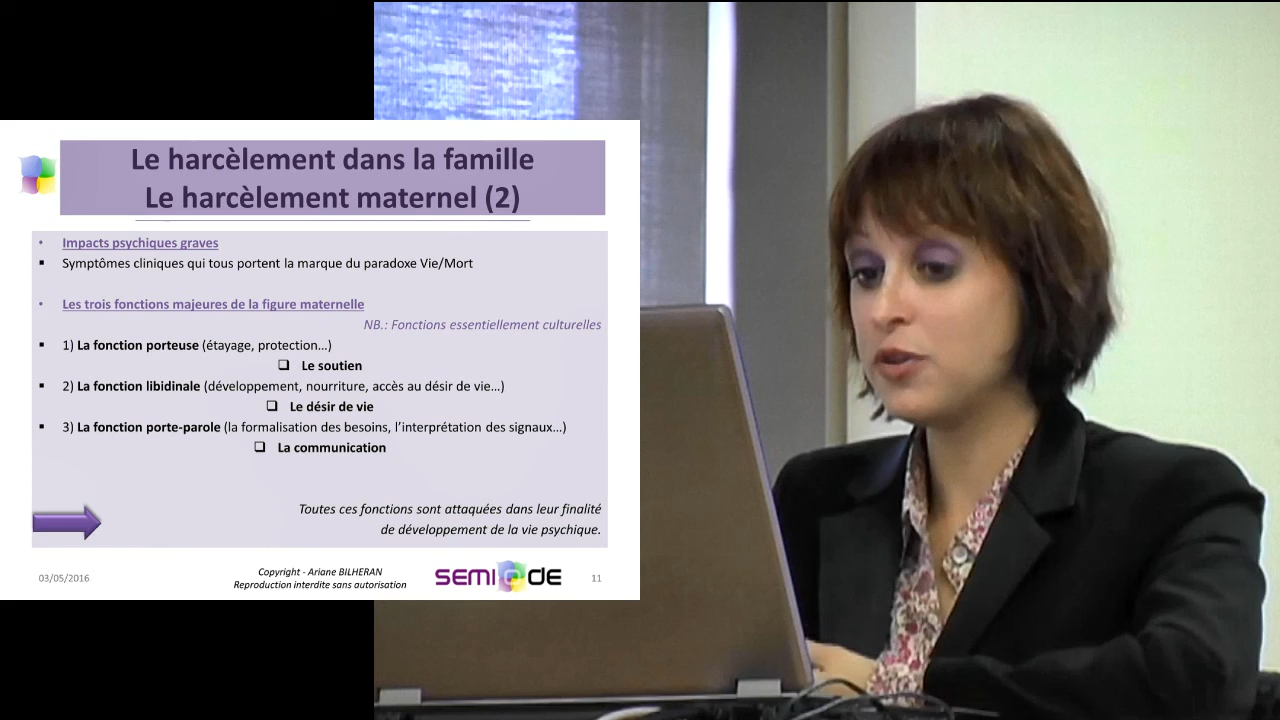 Le harcèlement dans la famille
Le harcèlement maternel (2)
• Impacts psychiques graves
▪ Symptômes cliniques qui tous portent la marque du paradoxe Vie/Mort
• Les trois fonctions majeures de la figure maternelle
NB.: Fonctions essentiellement culturelles
▪ 1) La fonction porteuse (étayage, protection…)
❑ Le soutien
▪ 2) La fonction libidinale (développement, nourriture, accès au désir de vie…)
❑ Le désir de vie
▪ 3) La fonction porte-parole (la formalisation des besoins, l’interprétation des signaux…)
❑ La communication
Toutes ces fonctions sont attaquées dans leur finalité
de développement de la vie psychique.
03/05/2016
Copyright - Ariane BILHERAN
Reproduction interdite sans autorisation
SEMIODE
11